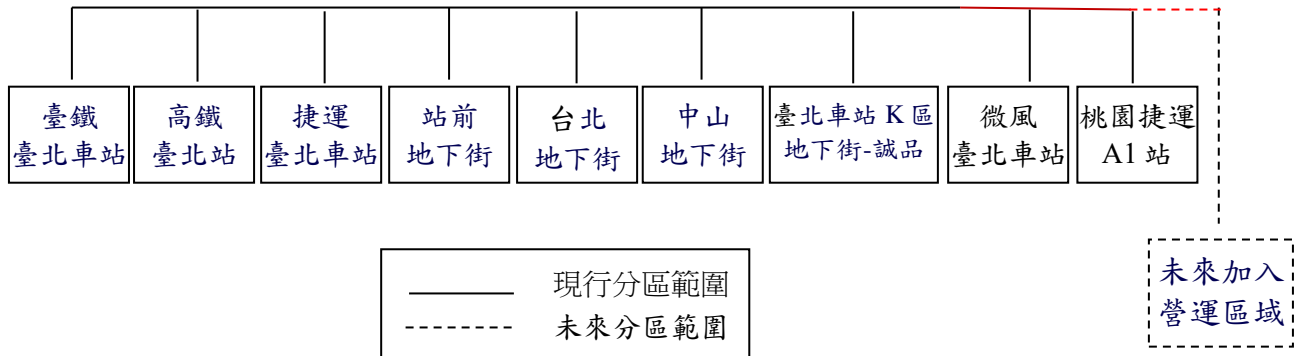 臺鐵
臺北車站
高鐵
臺北站
捷運
臺北車站
站前
地下街
台北
地下街
中山
地下街
臺北車站 K 區
地下街-誠品
微風
臺北車站
桃園捷運
A1 站
未來加入
營運區域
現行分區範圍
未來分區範圍